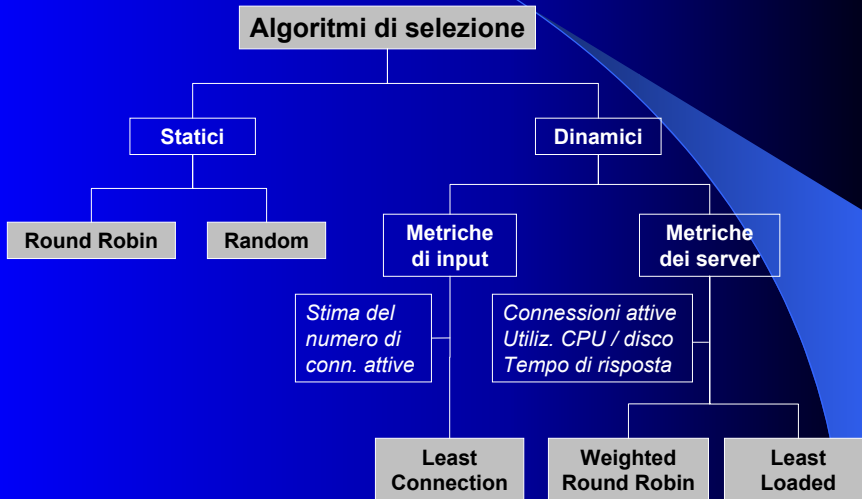 Algoritmi di selezione
Statici
Dinamici
Round Robin
Random
Metriche
di input
Metriche
dei server
Stima del
numero di
conn. attive
Connessioni attive
Utiliz. CPU / disco
Tempo di risposta
Least
Connection
Weighted
Round Robin
Least
Loaded